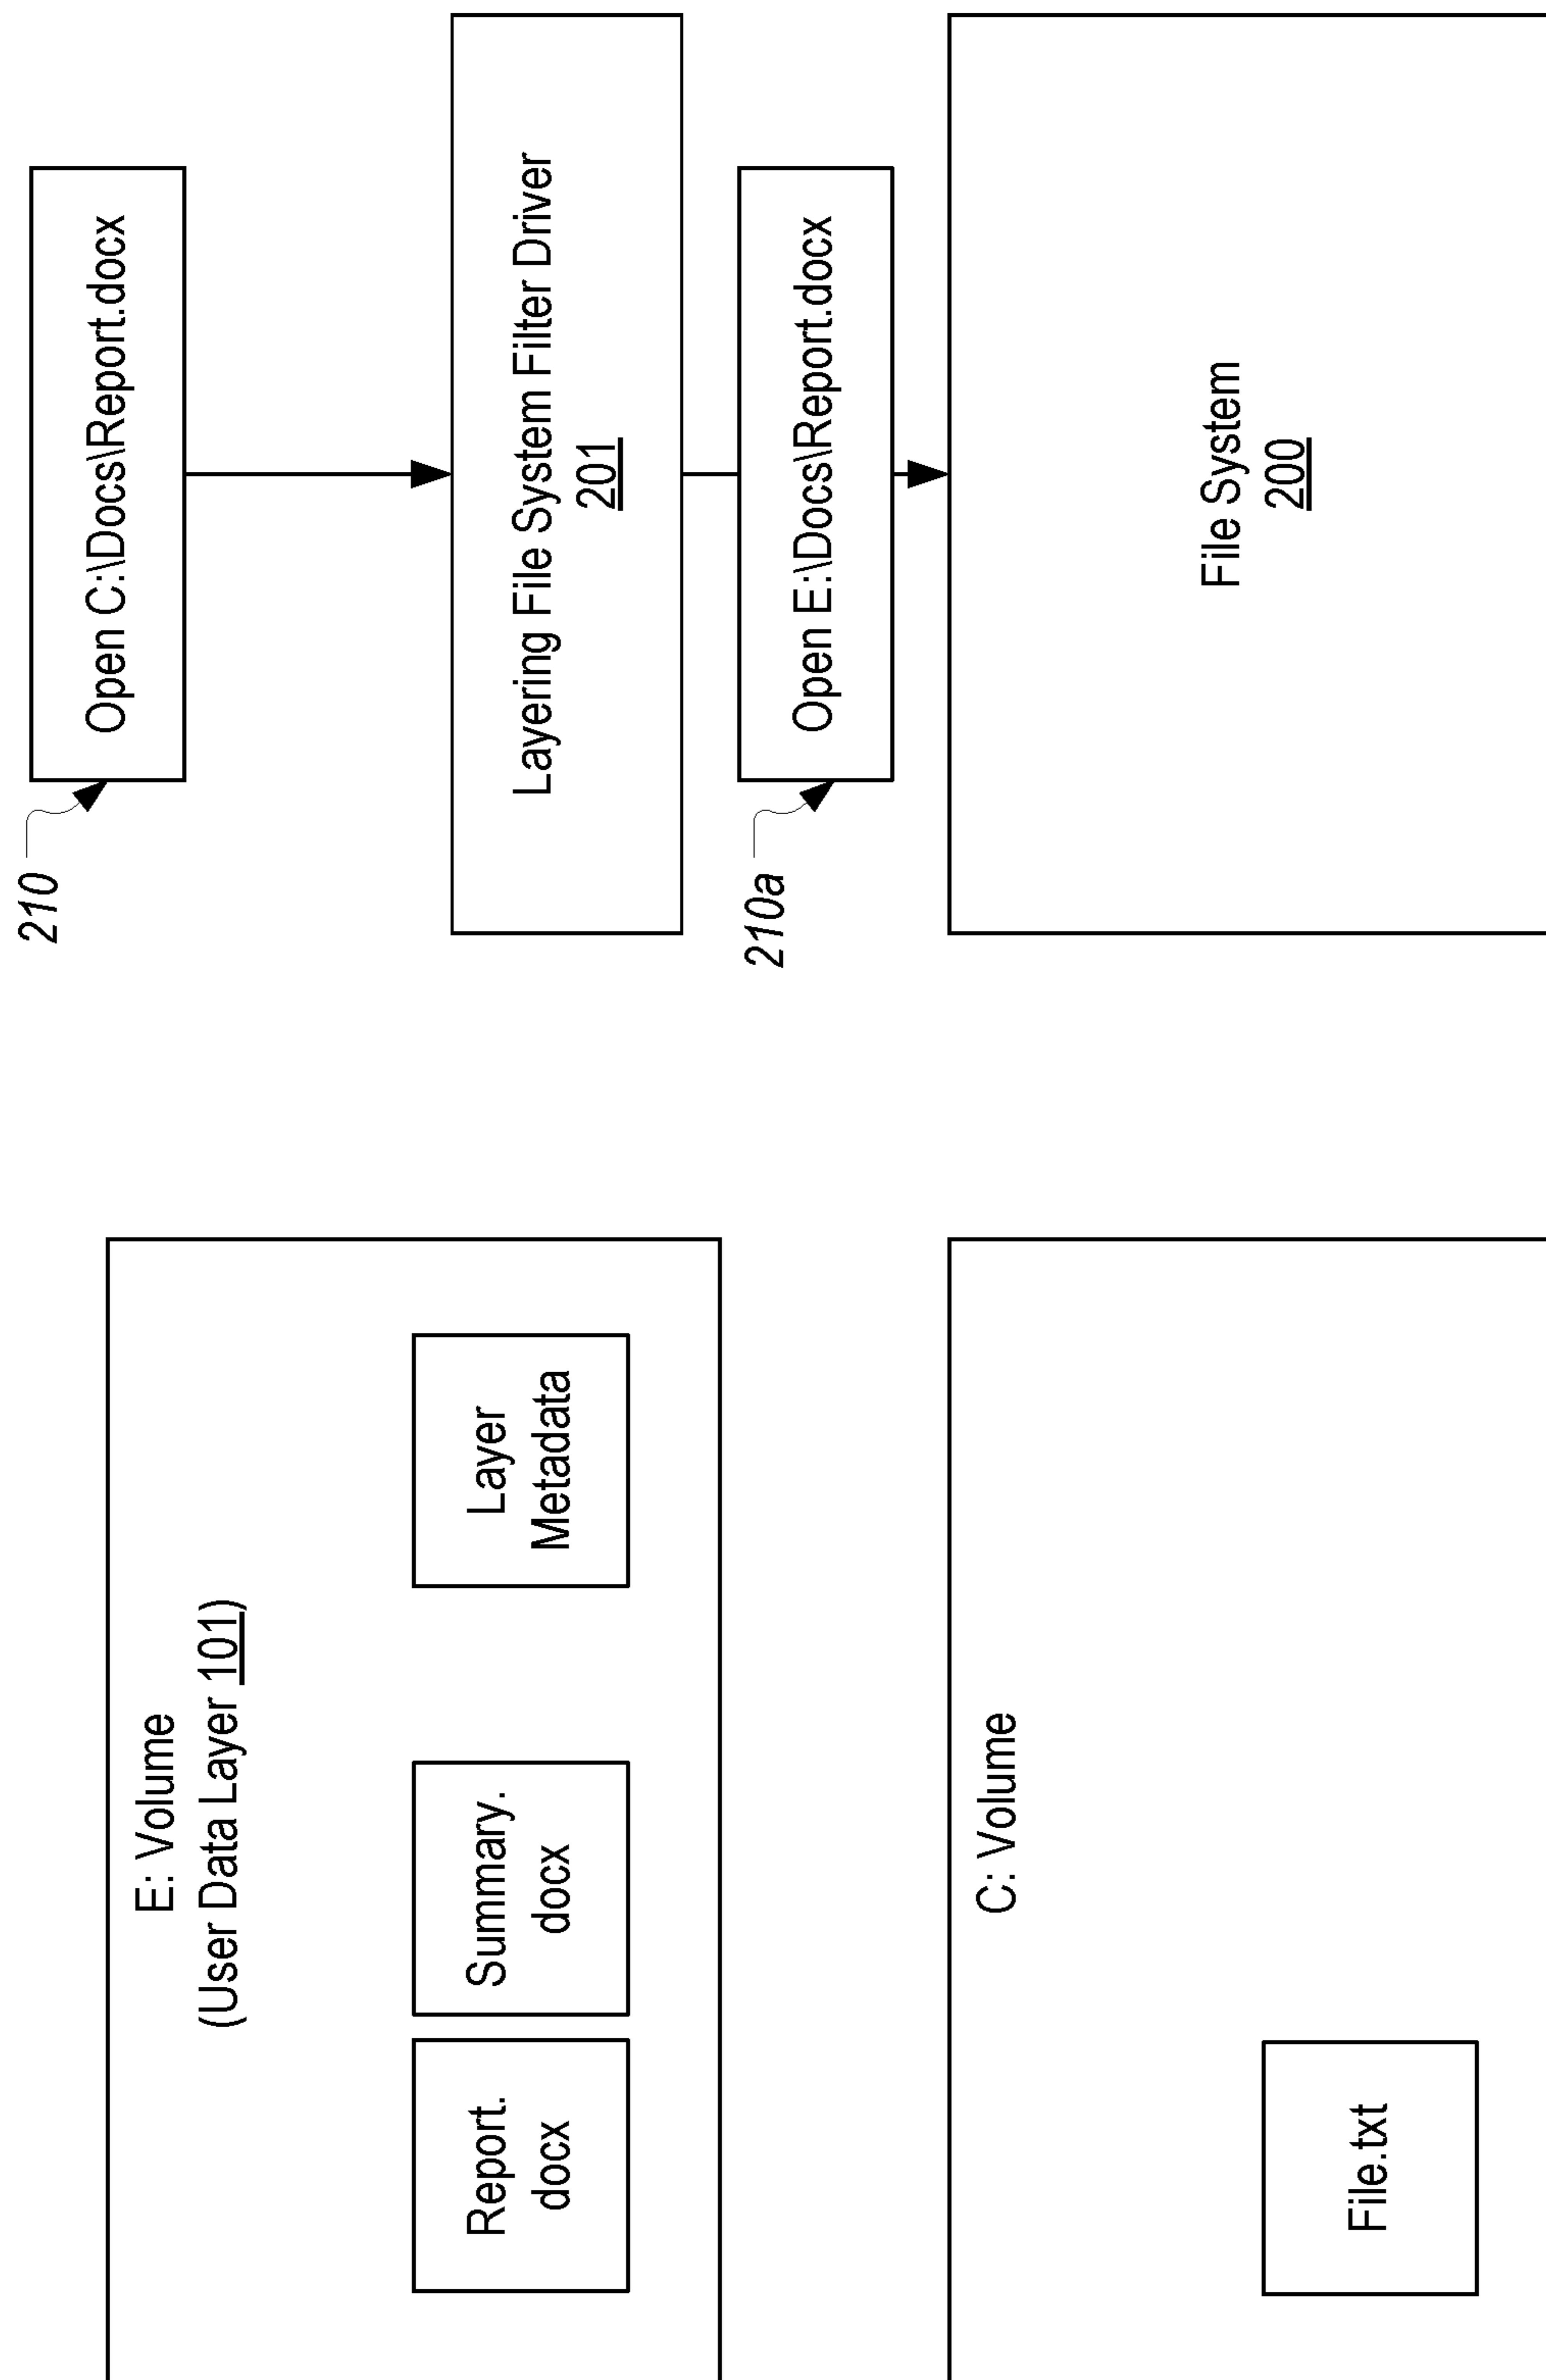 E: Volume
(User Data Layer 101)
Report.
docx
Summary.
docx
Layer
Metadata
C: Volume
File.txt
210
Open C:\Docs\Report.docx
Layering File System Filter Driver
201
210a
Open E:\Docs\Report.docx
File System
200